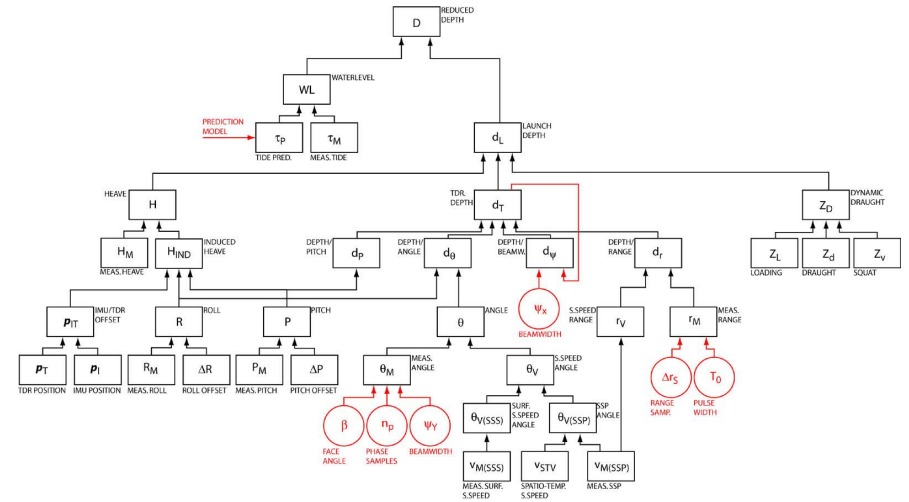 D
REDUCED
DEPTH
WL
WATERLEVEL
PREDICTION
MODEL
τP
TIDE PRED.
τM
MEAS. TIDE
dL
LAUNCH
DEPTH
HEAVE
H
TDR.
DEPTH
dT
ZD
DYNAMIC
DRAUGHT
HM
MEAS. HEAVE
HIND
INDUCED
HEAVE
dP
DEPTH/
PITCH
DEPTH/
ANGLE
dθ
DEPTH/
BEAMW.
dψ
DEPTH/
RANGE
dr
ZL
LOADING
Zd
DRAUGHT
Zv
SQUAT
pIT
IMU/TDR
OFFSET
R
ROLL
P
PITCH
θ
ANGLE
ψx
BEAMWIDTH
S.SPEED
RANGE
rV
rM
MEAS.
RANGE
pT
TDR POSITION
pI
IMU POSITION
RM
MEAS. ROLL
ΔR
ROLL OFFSET
PM
MEAS. PITCH
ΔP
PITCH OFFSET
θM
MEAS.
ANGLE
θV
S.SPEED
ANGLE
ΔrS
RANGE
SAMP.
T0
PULSE
WIDTH
β
FACE
ANGLE
np
PHASE
SAMPLES
ψY
BEAMWIDTH
θV(SSS)
SURF.
S.SPEED
ANGLE
θV(SSP)
SSP
ANGLE
vM(SSS)
MEAS. SURF.
S.SPEED
vSTV
SPATIO-TEMP.
S.SPEED
vM(SSP)
MEAS. SSP